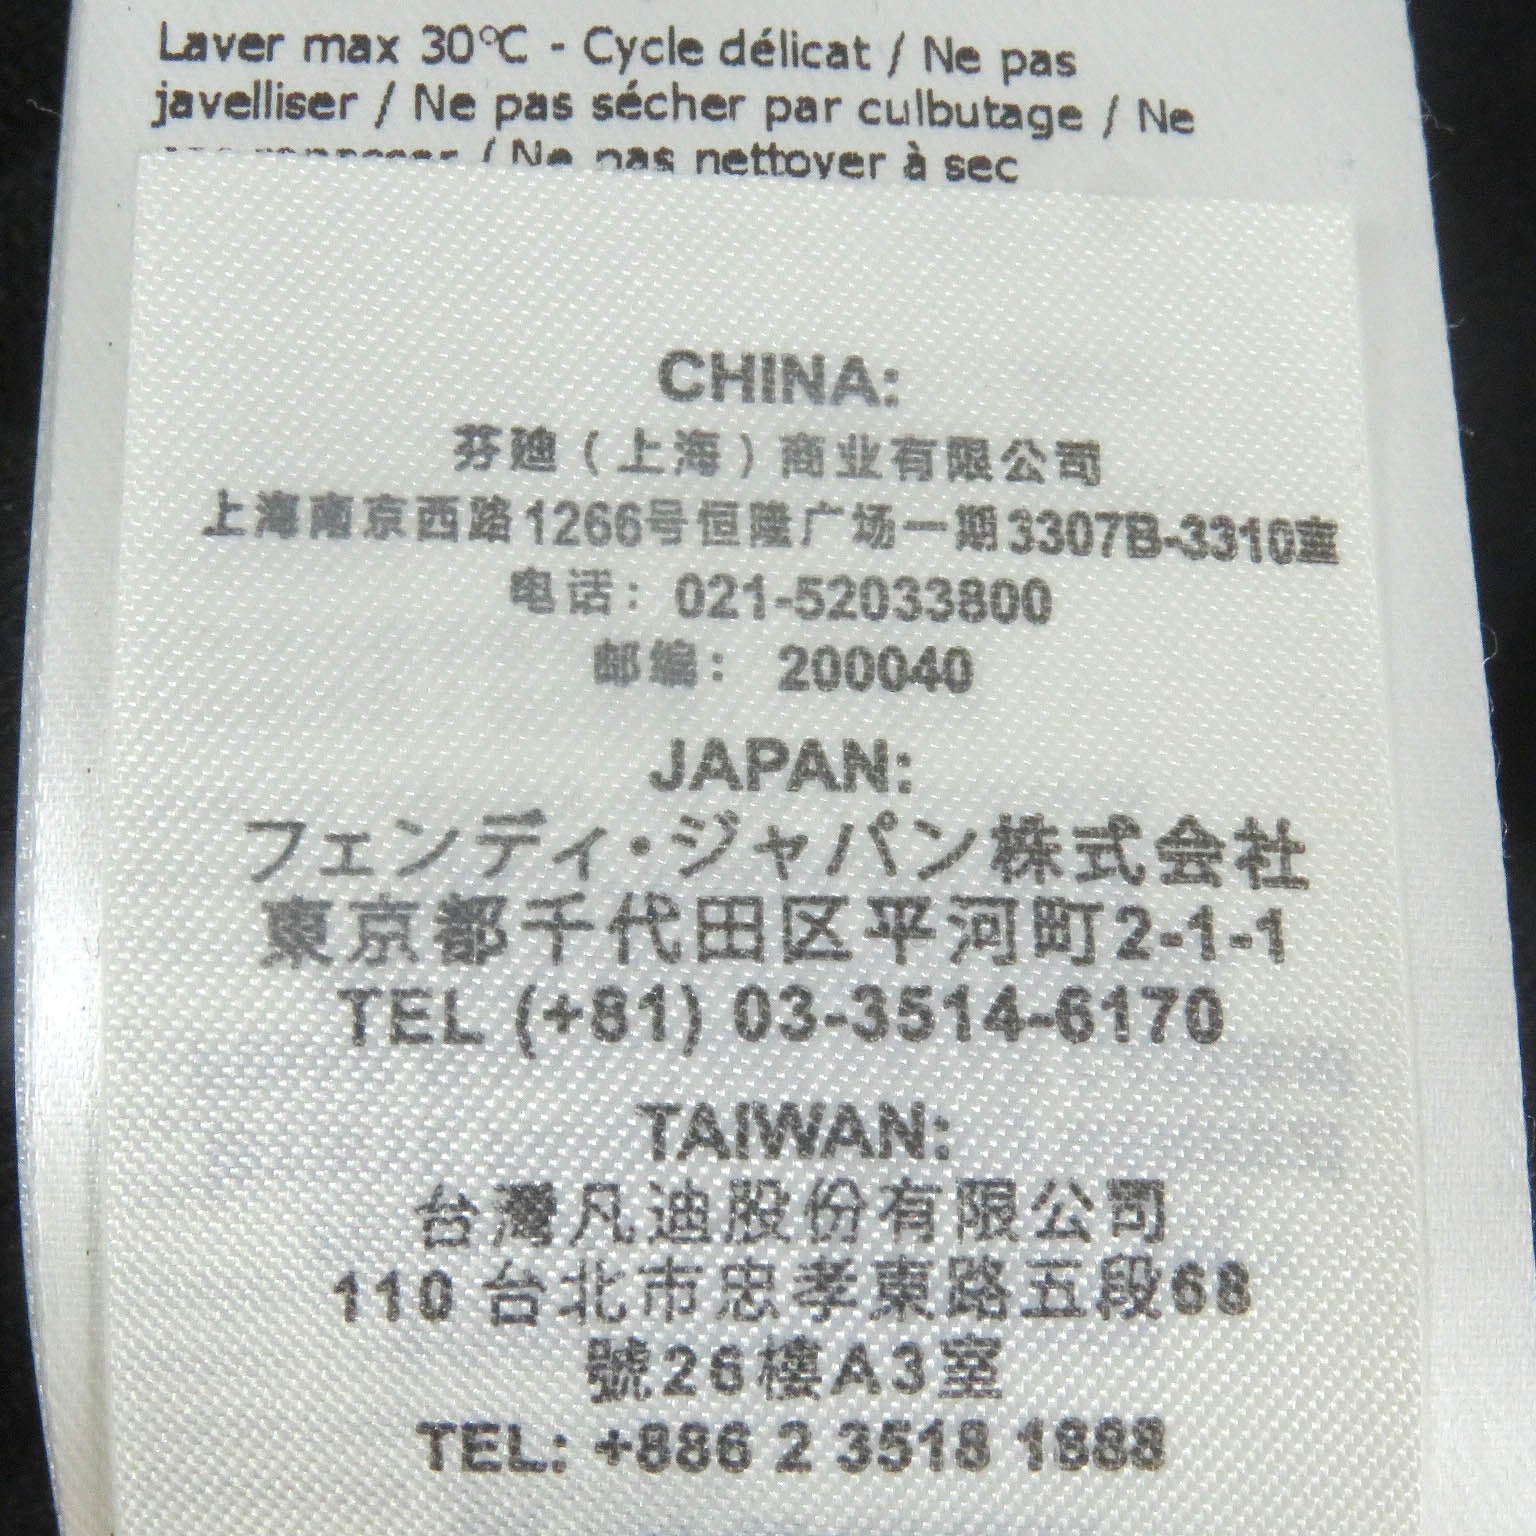 Laver max 30°C - Cycle délicat / Ne pas
javelliser / Ne pas sécher par culbutage / Ne
pas repasser / Ne pas nettoyer à sec
CHINA:
芬迪（上海）商业有限公司
上海南京西路1266号恒隆广场一期3307B-3310室
电话：021-52033800
邮编：200040
JAPAN:
フェンディ・ジャパン株式会社
東京都千代田区平河町2-1-1
TEL (+81) 03-3514-6170
TAIWAN:
台灣凡迪股份有限公司
110 台北市忠孝東路五段68
號26樓A3室
TEL: +886 2 3518 1888